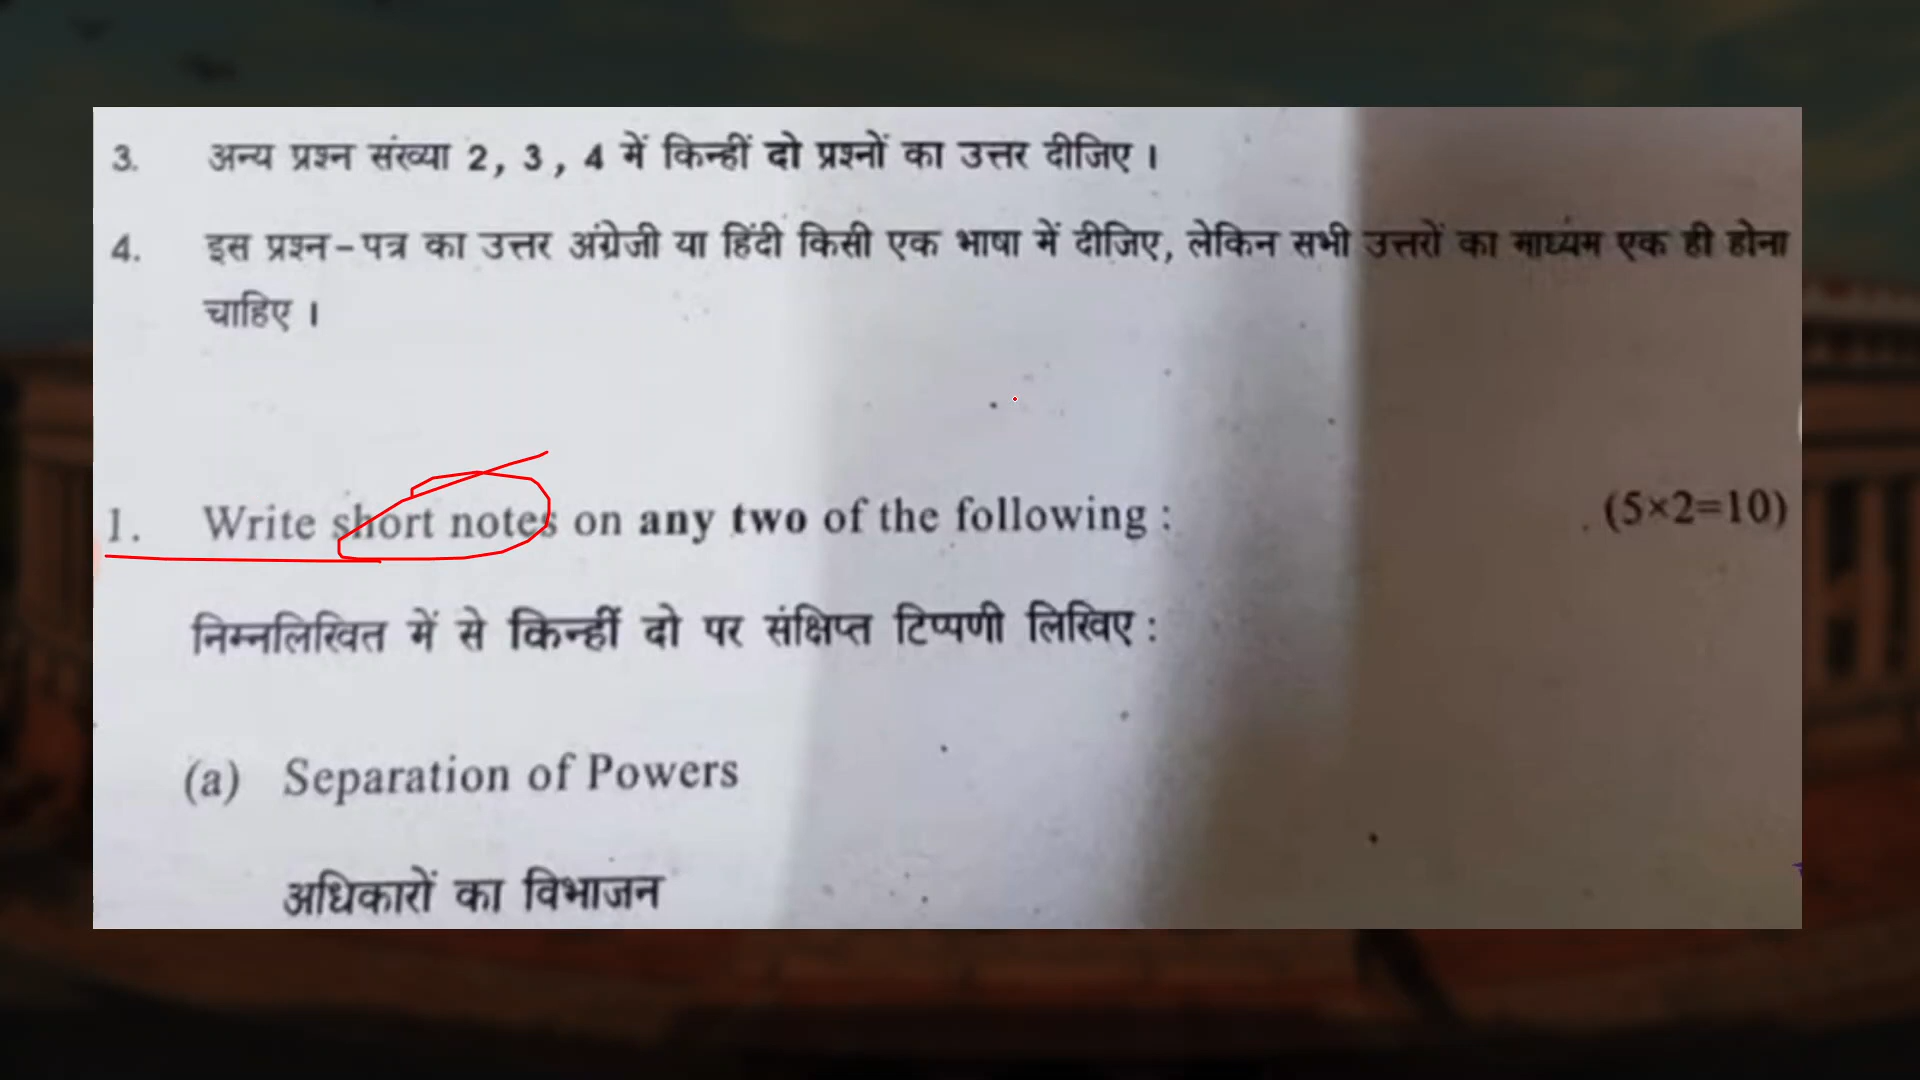 3. अन्य प्रश्न संख्या 2, 3, 4 में किन्हीं दो प्रश्नों का उत्तर दीजिए ।
4. इस प्रश्न-पत्र का उत्तर अंग्रेजी या हिंदी किसी एक भाषा में दीजिए, लेकिन सभी उत्तरों का माध्यम एक ही होना
चाहिए ।
1. Write short notes on any two of the following : (5×2=10)
निम्नलिखित में से किन्हीं दो पर संक्षिप्त टिप्पणी लिखिए :
(a) Separation of Powers
अधिकारों का विभाजन